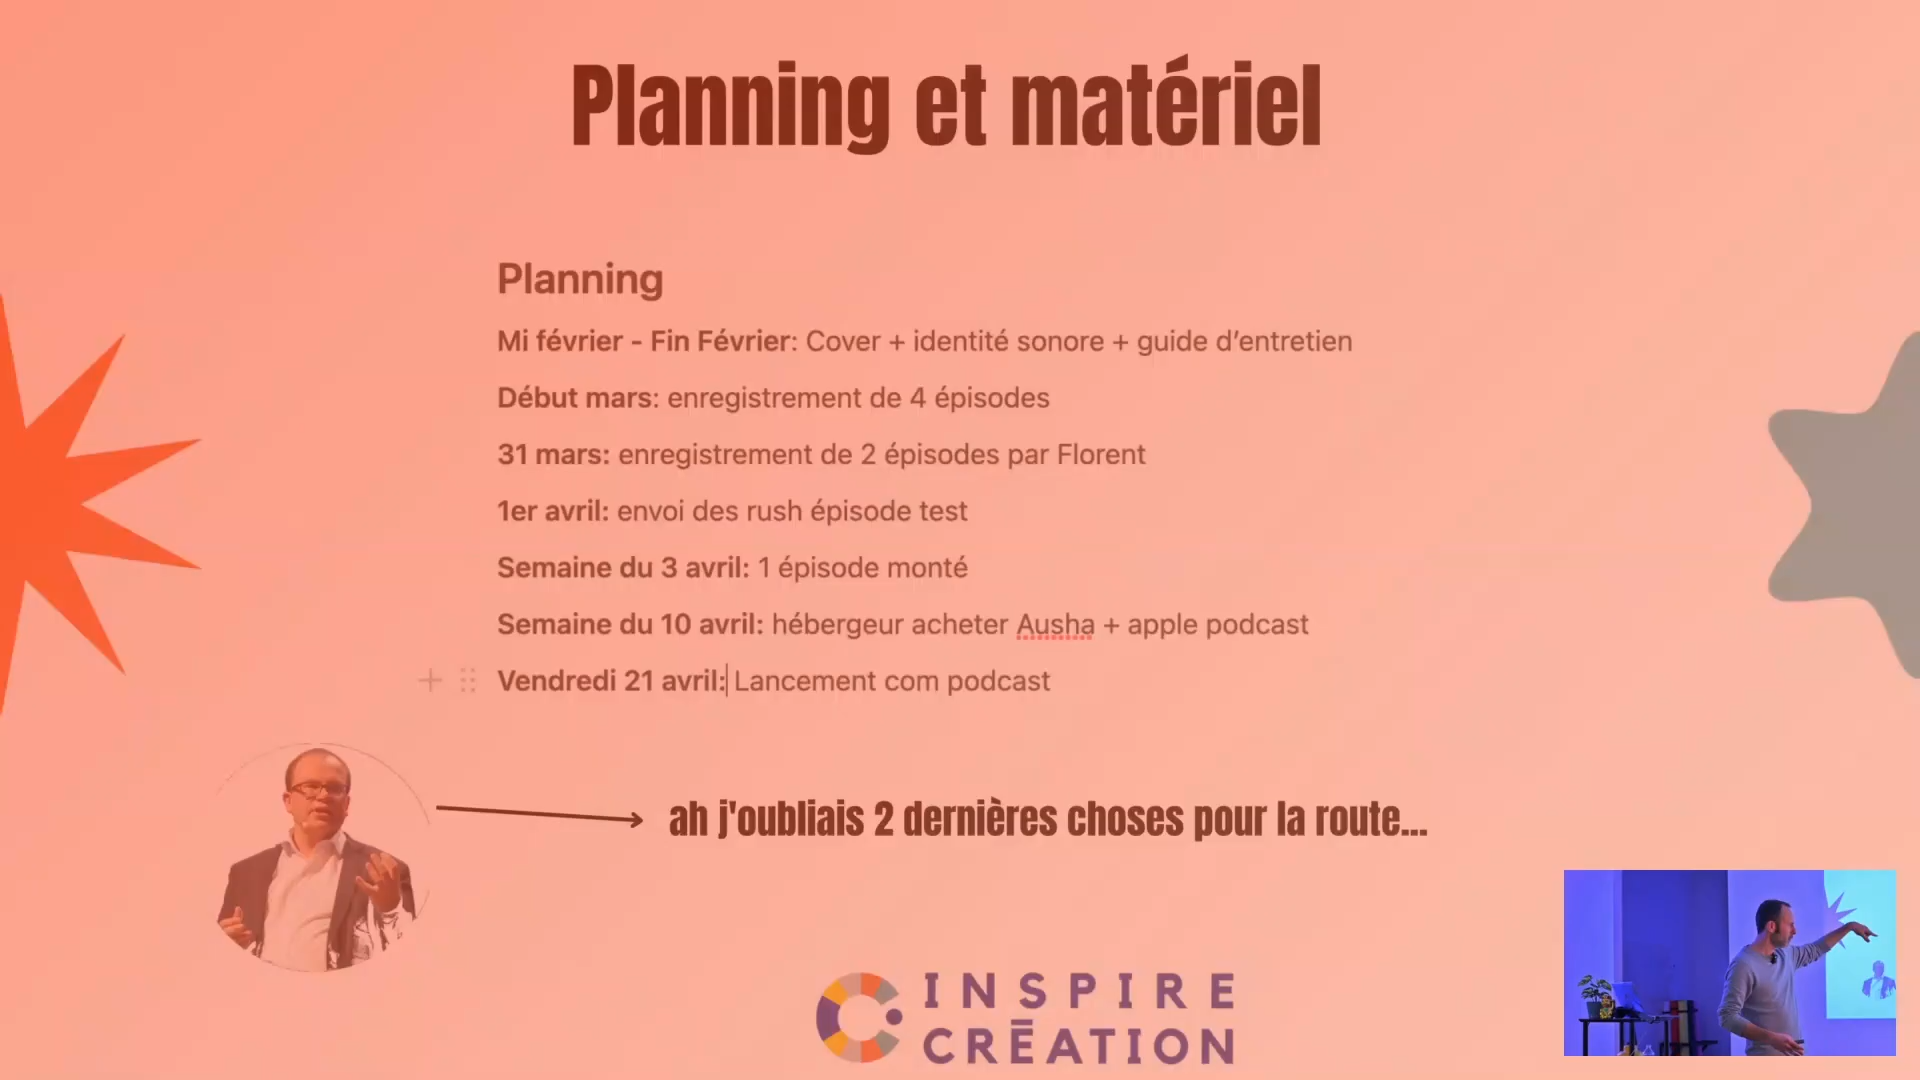 Planning et matériel
Planning
Mi février - Fin Février: Cover + identité sonore + guide d’entretien
Début mars: enregistrement de 4 épisodes
31 mars: enregistrement de 2 épisodes par Florent
1er avril: envoi des rush épisode test
Semaine du 3 avril: 1 épisode monté
Semaine du 10 avril: hébergeur acheter Ausha + apple podcast
Vendredi 21 avril: Lancement com podcast
ah j'oubliais 2 dernières choses pour la route...
INSPIRE
CRĒATION